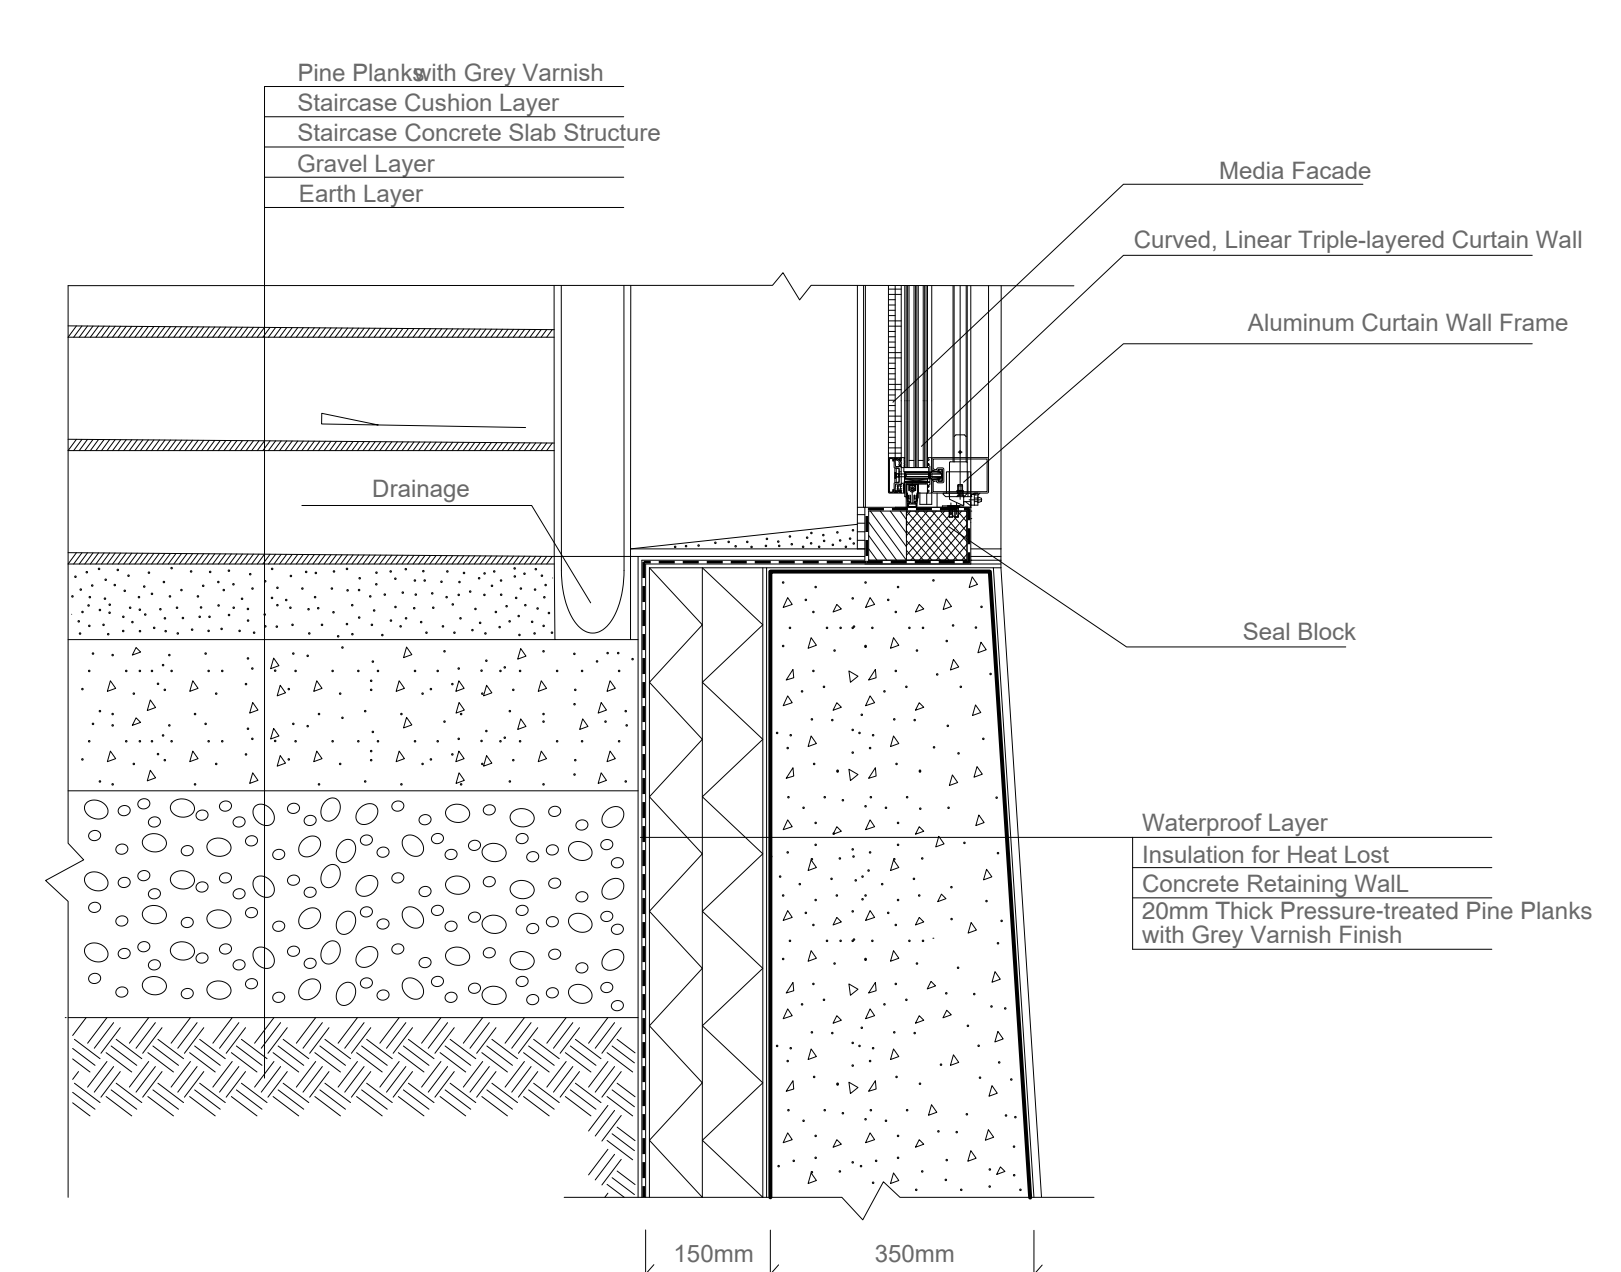 Pine Planks with Grey Varnish
Staircase Cushion Layer
Staircase Concrete Slab Structure
Gravel Layer
Earth Layer
Media Facade
Curved, Linear Triple-layered Curtain Wall
Aluminum Curtain Wall Frame
Drainage
Seal Block
Waterproof Layer
Insulation for Heat Lost
Concrete Retaining WalL
20mm Thick Pressure-treated Pine Planks
with Grey Varnish Finish
150mm
350mm